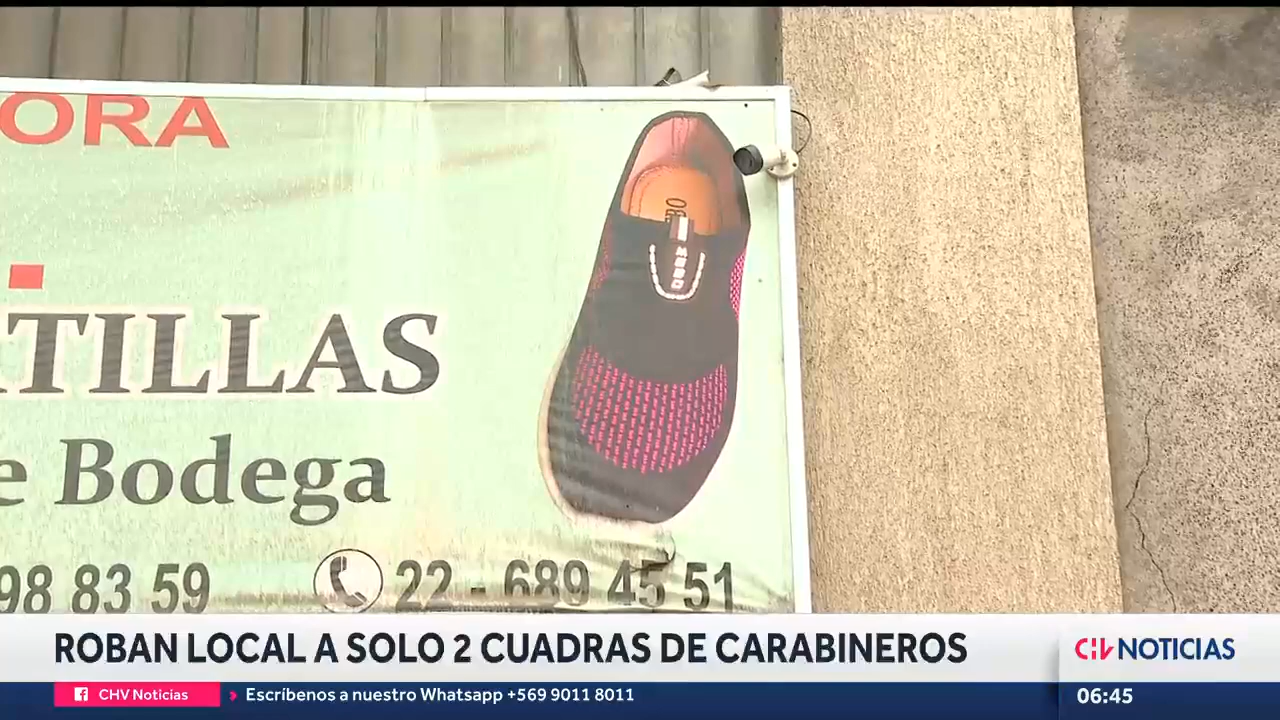 ORA
TILLAS
e Bodega
98 83 59
22 - 689 45 51
ROBAN LOCAL A SOLO 2 CUADRAS DE CARABINEROS
CHV NOTICIAS
CHV Noticias
Escríbenos a nuestro Whatsapp +569 9011 8011
06:45